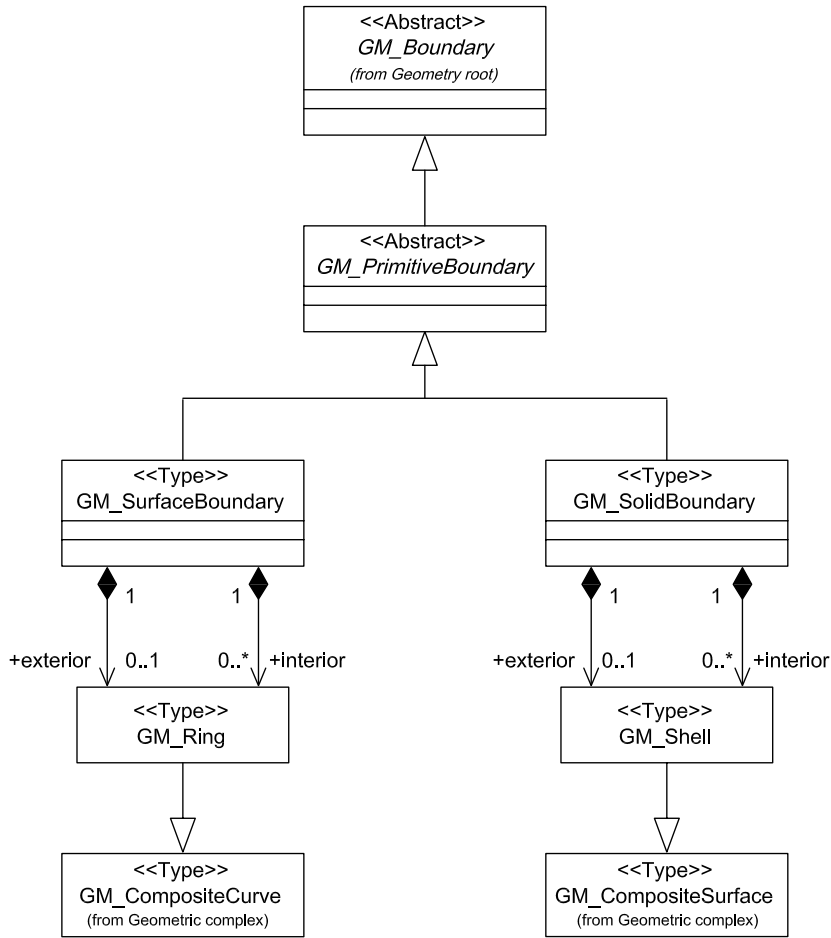 <<Abstract>>
GM_Boundary
(from Geometry root)
<<Abstract>>
GM_PrimitiveBoundary
<<Type>>
GM_SurfaceBoundary
<<Type>>
GM_SolidBoundary
1
1
1
1
+exterior
0..1
0..*
+interior
+exterior
0..1
0..*
+interior
<<Type>>
GM_Ring
<<Type>>
GM_Shell
<<Type>>
GM_CompositeCurve
(from Geometric complex)
<<Type>>
GM_CompositeSurface
(from Geometric complex)